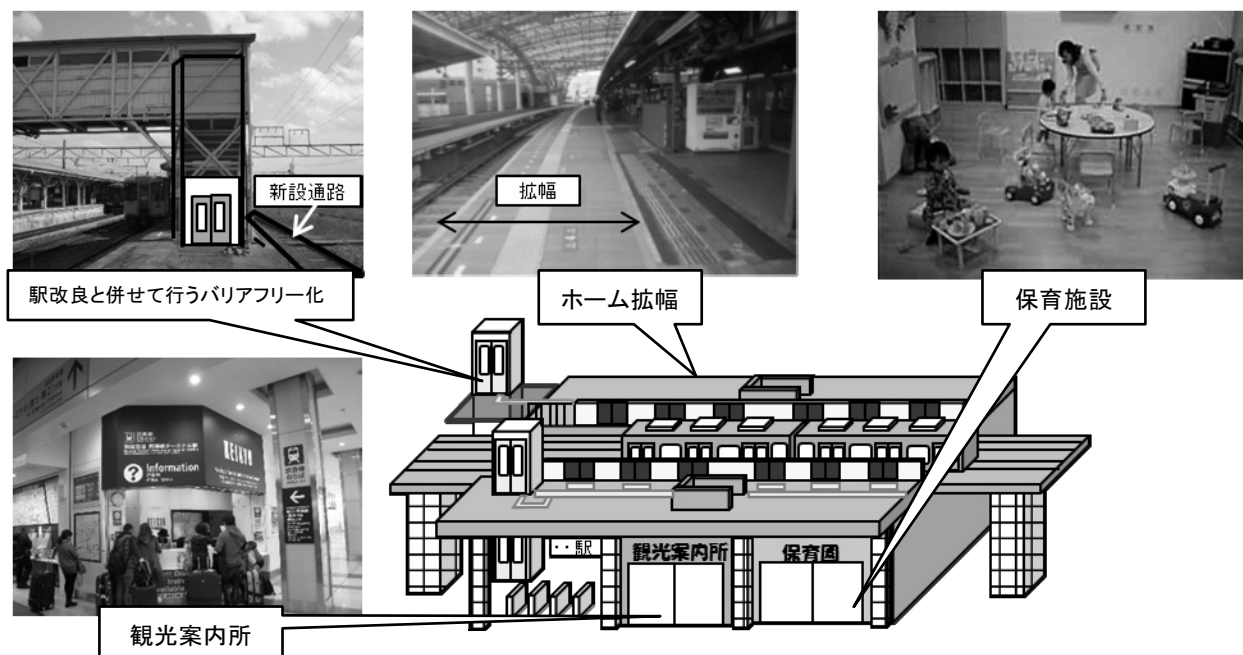 新設通路
拡幅
駅改良と併せて行うバリアフリー化
ホーム拡幅
保育施設
Information
KEIKYU
・・駅
観光案内所
保育園
観光案内所